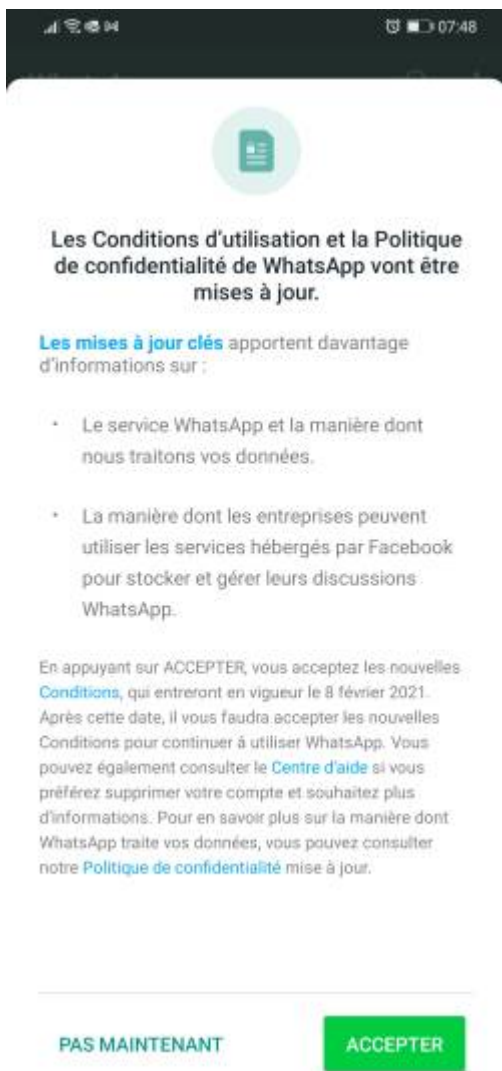 07:48
Les Conditions d'utilisation et la Politique
de confidentialité de WhatsApp vont être
mises à jour.
Les mises à jour clés apportent davantage
d'informations sur :
· Le service WhatsApp et la manière dont
nous traitons vos données.
· La manière dont les entreprises peuvent
utiliser les services hébergés par Facebook
pour stocker et gérer leurs discussions
WhatsApp.
En appuyant sur ACCEPTER, vous acceptez les nouvelles
Conditions, qui entreront en vigueur le 8 février 2021.
Après cette date, il vous faudra accepter les nouvelles
Conditions pour continuer à utiliser WhatsApp. Vous
pouvez également consulter le Centre d'aide si vous
préférez supprimer votre compte et souhaitez plus
d'informations. Pour en savoir plus sur la manière dont
WhatsApp traite vos données, vous pouvez consulter
notre Politique de confidentialité mise à jour.
PAS MAINTENANT
ACCEPTER